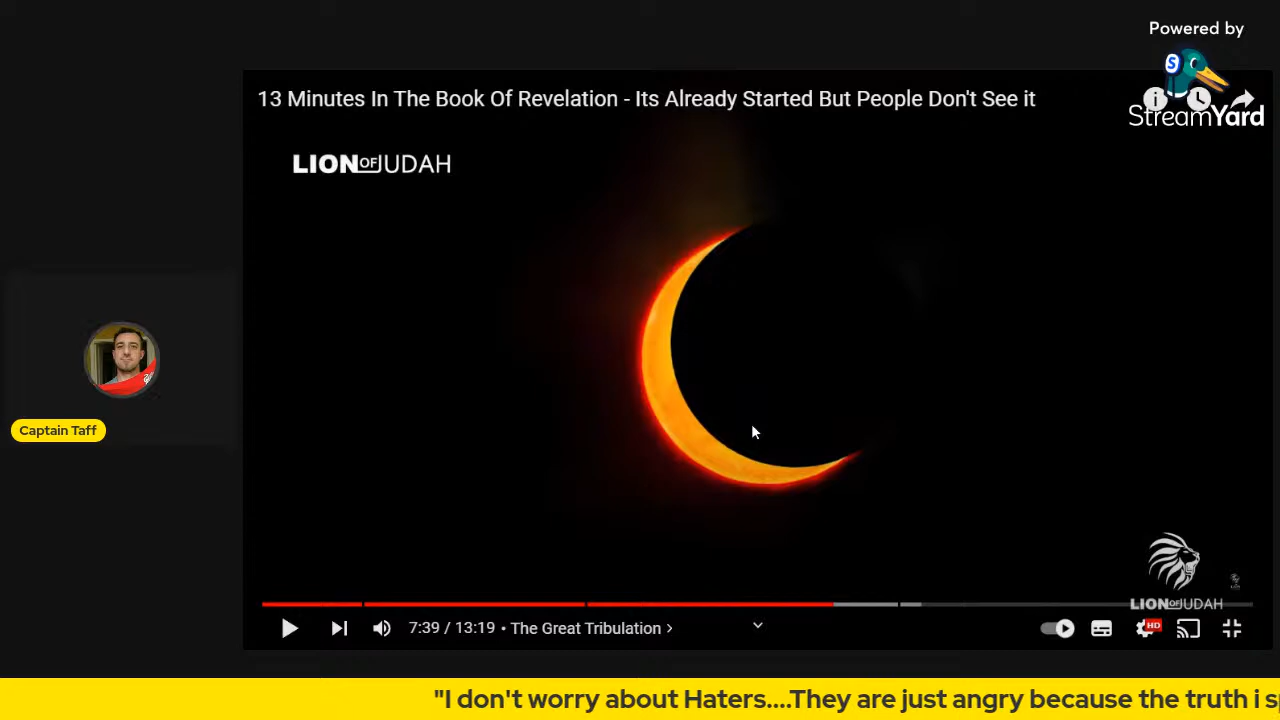 Powered by
StreamYard
13 Minutes In The Book Of Revelation - Its Already Started But People Don't See it
LION OF JUDAH
Captain Taff
LION OF JUDAH
7:39 / 13:19 • The Great Tribulation ›
HD
"I don't worry about Haters....They are just angry because the truth i sp